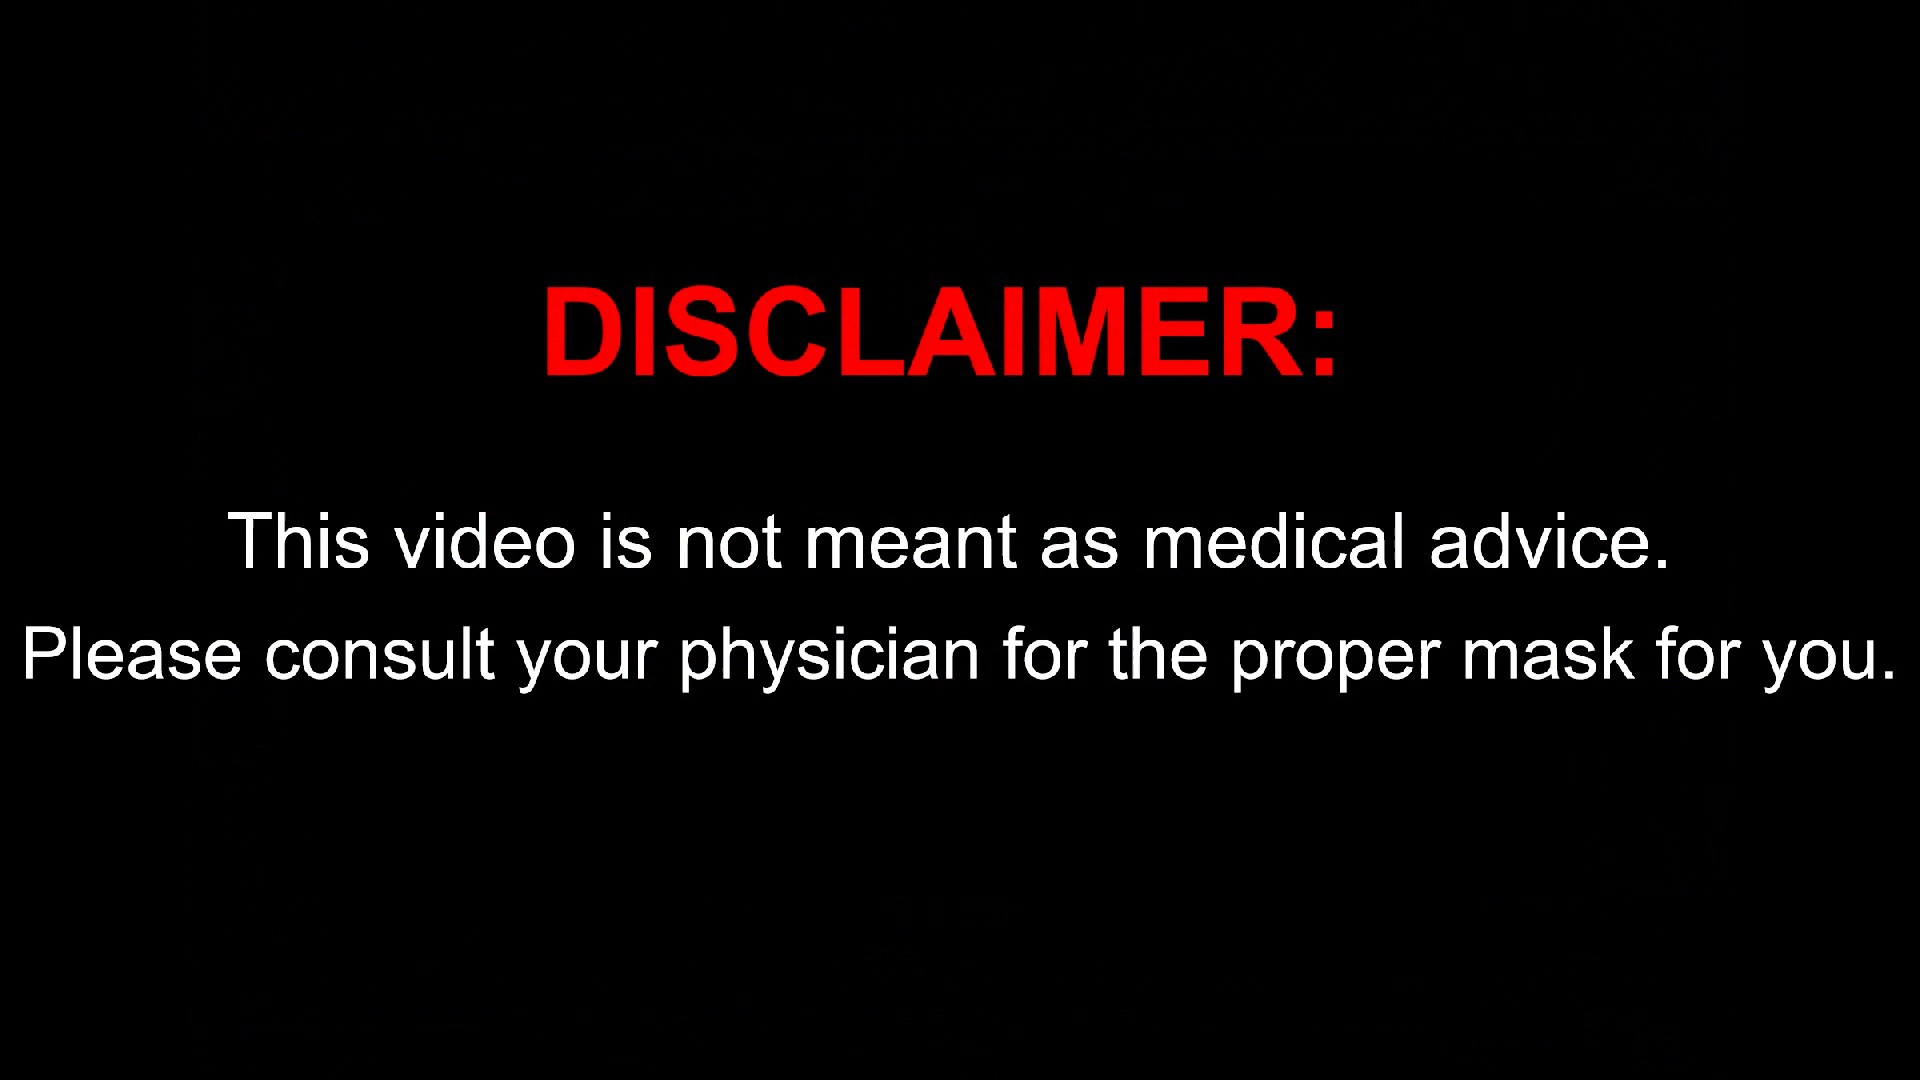 DISCLAIMER:
This video is not meant as medical advice.
Please consult your physician for the proper mask for you.